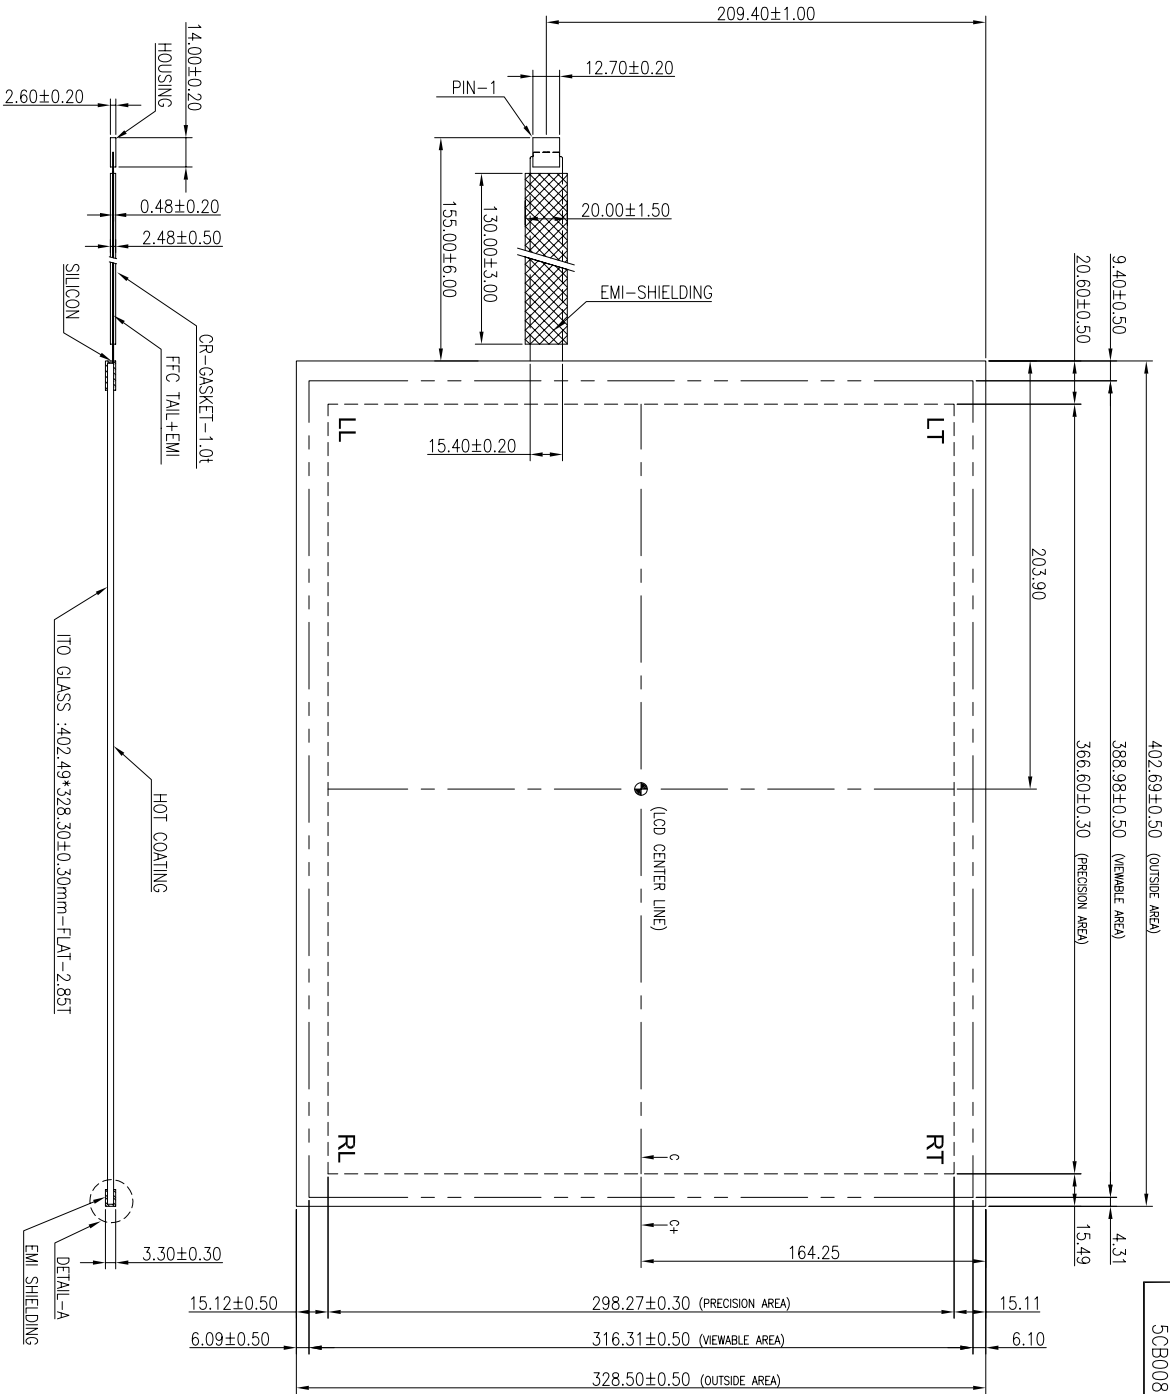 209.40±1.00
12.70±0.20
PIN-1
14.00±0.20
HOUSING
2.60±0.20
0.48±0.20
2.48±0.50
SILICON
CR-GASKET-1.0t
FFC TAIL+EMI
155.00±6.00
130.00±3.00
20.00±1.50
EMI-SHIELDING
15.40±0.20
9.40±0.50
20.60±0.50
402.69±0.50 (OUTSIDE AREA)
388.98±0.50 (VIEWABLE AREA)
366.60±0.30 (PRECISION AREA)
4.31
15.49
203.90
LL
LT
RL
RT
(LCD CENTER LINE)
C
C+
164.25
ITO GLASS :402.49*328.30±0.30mm-FLAT-2.85T
HOT COATING
3.30±0.30
DETAIL-A
EMI SHIELDING
15.12±0.50
298.27±0.30 (PRECISION AREA)
15.11
6.09±0.50
316.31±0.50 (VIEWABLE AREA)
6.10
328.50±0.50 (OUTSIDE AREA)
5CB008